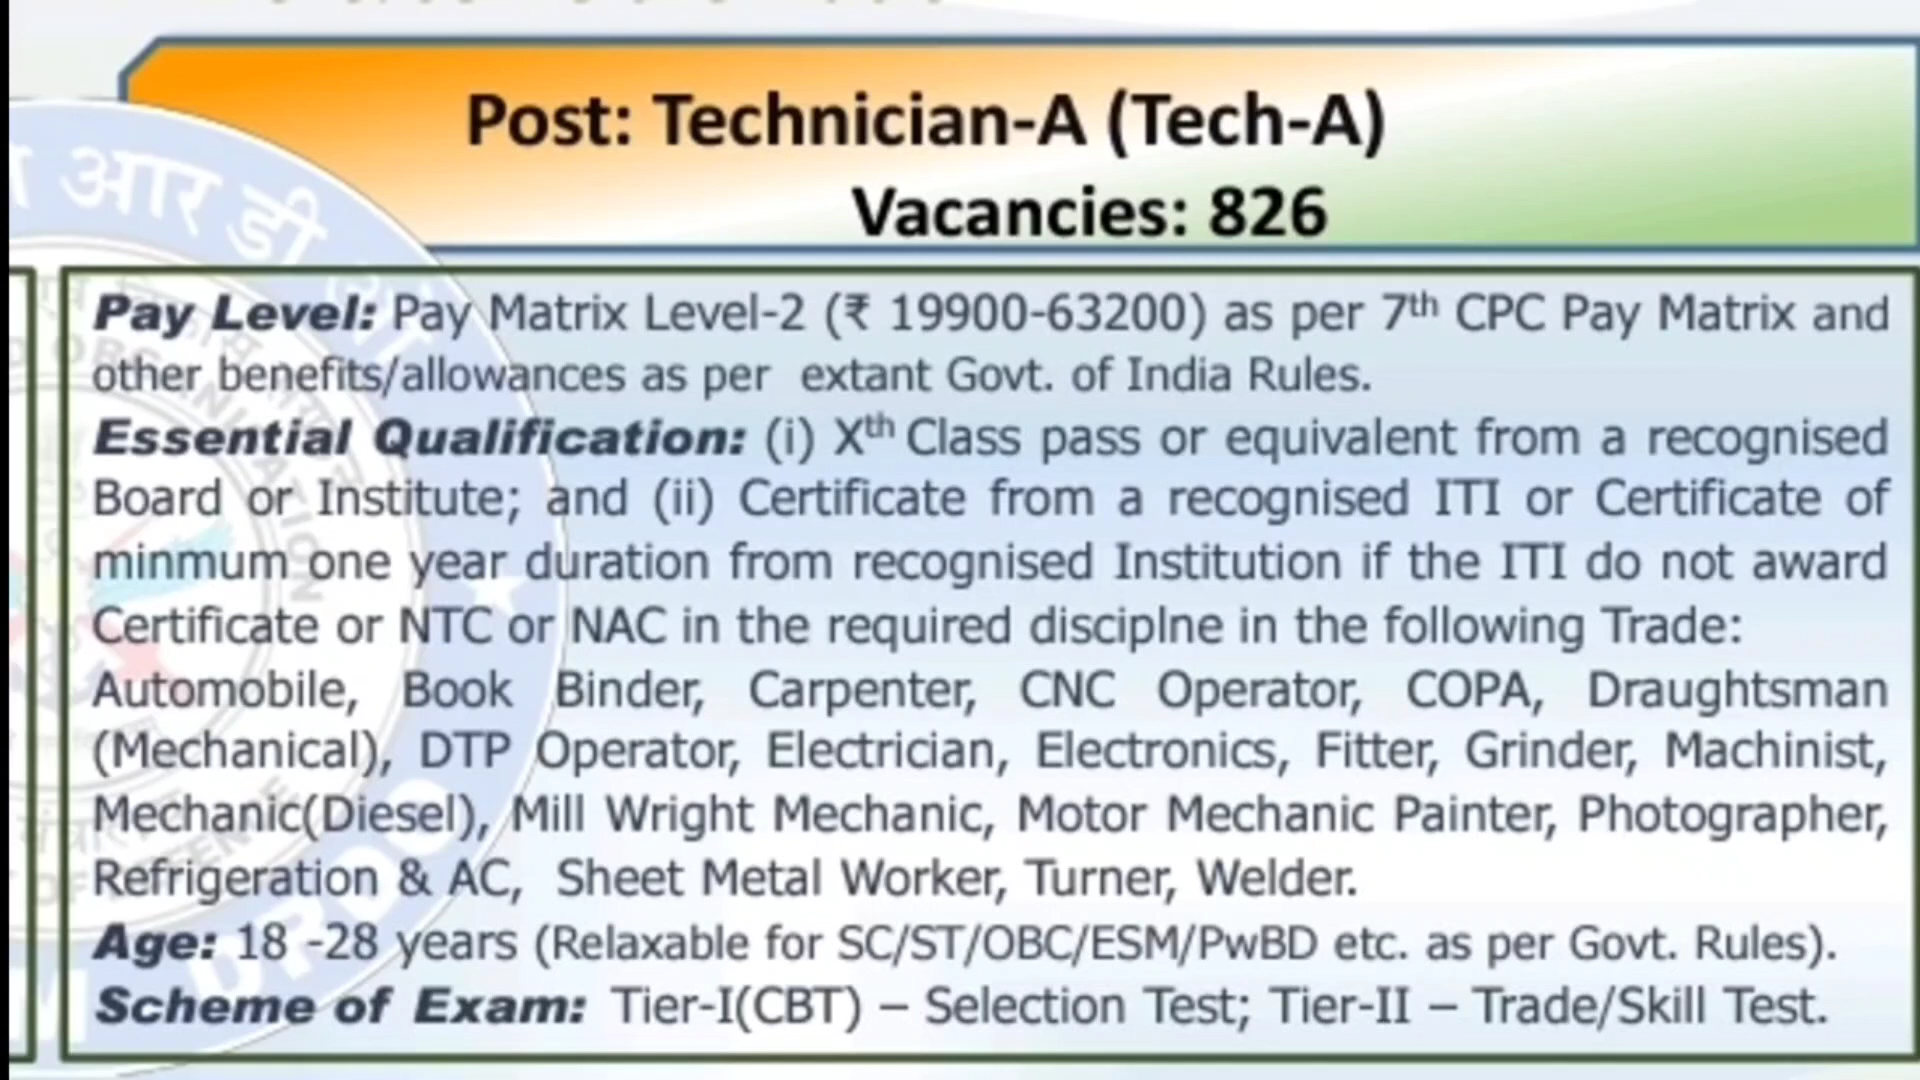 Post: Technician-A (Tech-A)
Vacancies: 826
आर डी ओ
Pay Level: Pay Matrix Level-2 (₹ 19900-63200) as per 7th CPC Pay Matrix and
other benefits/allowances as per extant Govt. of India Rules.
Essential Qualification: (i) Xth Class pass or equivalent from a recognised
Board or Institute; and (ii) Certificate from a recognised ITI or Certificate of
minmum one year duration from recognised Institution if the ITI do not award
Certificate or NTC or NAC in the required disciplne in the following Trade:
Automobile, Book Binder, Carpenter, CNC Operator, COPA, Draughtsman
(Mechanical), DTP Operator, Electrician, Electronics, Fitter, Grinder, Machinist,
Mechanic(Diesel), Mill Wright Mechanic, Motor Mechanic Painter, Photographer,
Refrigeration & AC, Sheet Metal Worker, Turner, Welder.
Age: 18 -28 years (Relaxable for SC/ST/OBC/ESM/PwBD etc. as per Govt. Rules).
Scheme of Exam: Tier-I(CBT) – Selection Test; Tier-II – Trade/Skill Test.
DRDO